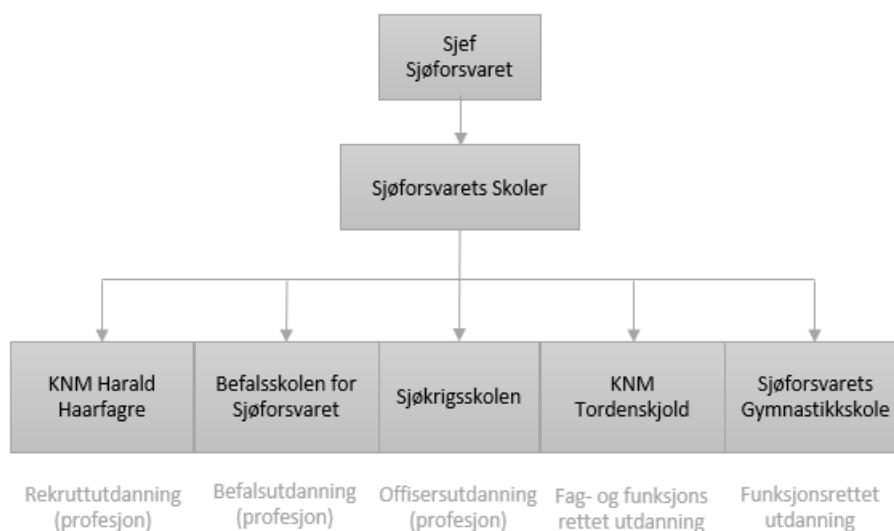 Sjef
Sjøforsvaret
Sjøforsvarets Skoler
KNM Harald
Haarfagre
Befalsskolen for
Sjøforsvaret
Sjøkrigsskolen
KNM
Tordenskjold
Sjøforsvarets
Gymnastikkskole
Rekruttutdanning
(profesjon)
Befalsutdanning
(profesjon)
Offisersutdanning
(profesjon)
Fag- og funksjons
rettet utdanning
Funksjonsrettet
utdanning